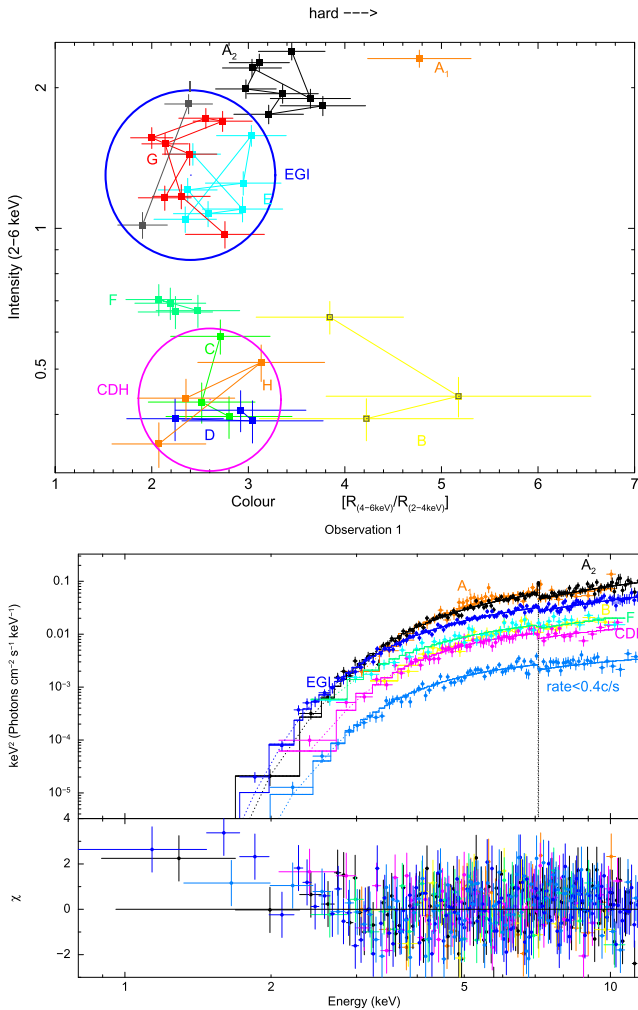 hard −−−>
A2
A1
2
G
EGI
E
Intensity (2−6 keV)
1
F
C
0.5
CDH
H
D
B
1 2 3 4 5 6 7
Colour [R(4−6keV)/R(2−4keV)]
Observation 1
A2
0.1
A1
B
F
0.01
CDH
keV² (Photons cm⁻² s⁻¹ keV⁻¹)
EGI
10⁻³
rate<0.4c/s
10⁻⁴
10⁻⁵
4
2
χ
0
−2
1 2 5 10
Energy (keV)